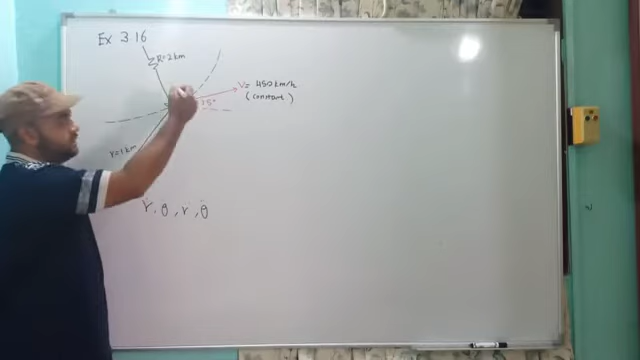 Ex 3 16
R=2km
V = 450 km/h
(constant)
15°
r=1km
ṙ, θ̇, r̈, θ̈